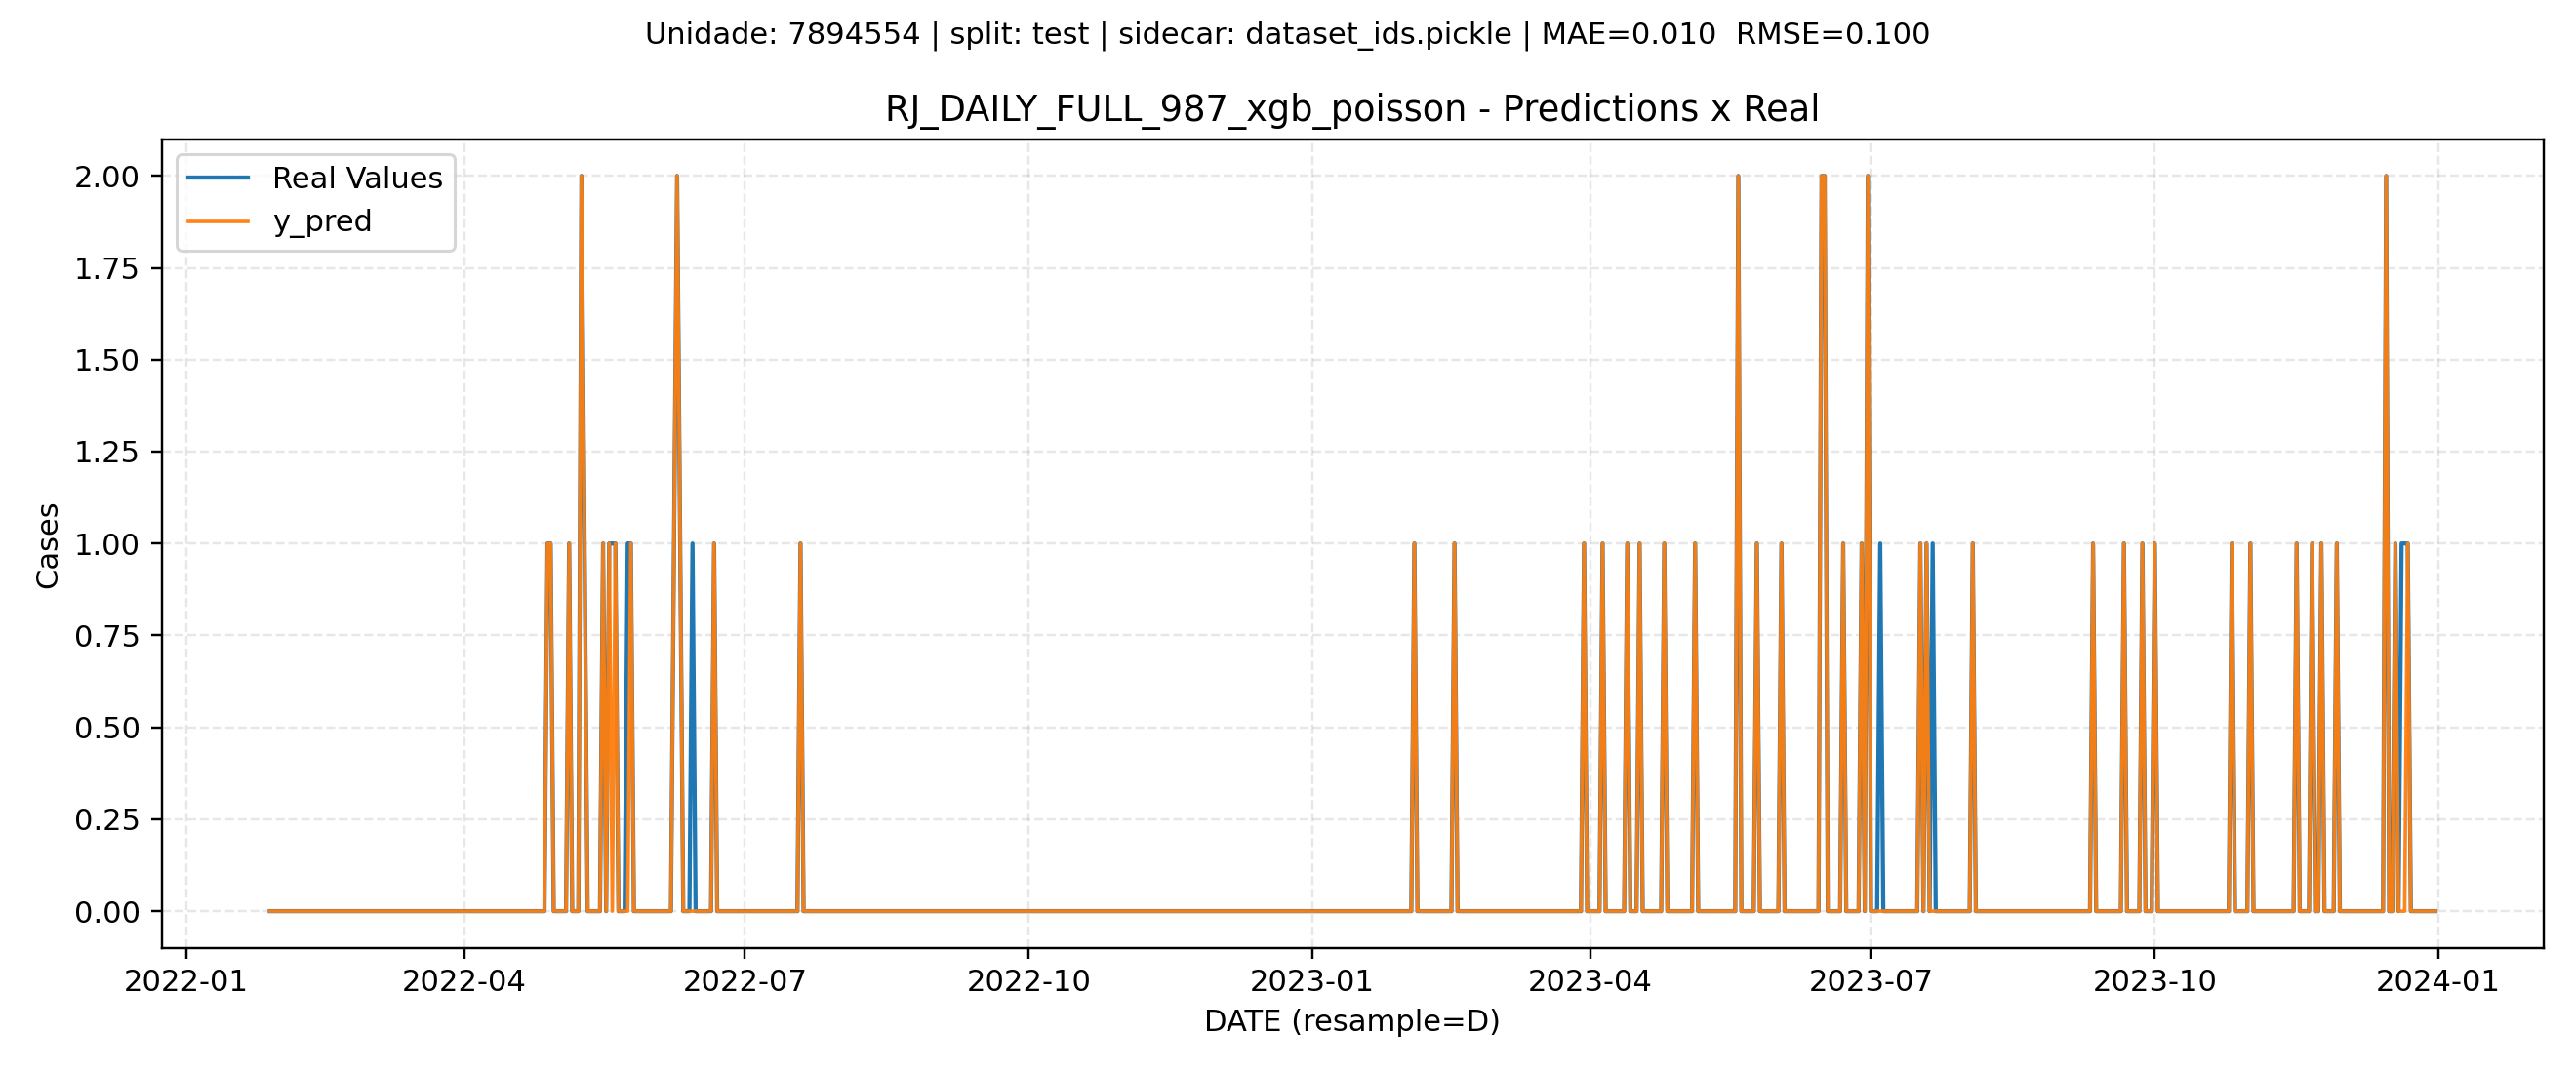 Unidade: 7894554 | split: test | sidecar: dataset_ids.pickle | MAE=0.010  RMSE=0.100
RJ_DAILY_FULL_987_xgb_poisson - Predictions x Real
Real Values
y_pred
Cases
2.00
1.75
1.50
1.25
1.00
0.75
0.50
0.25
0.00
2022-01 2022-04 2022-07 2022-10 2023-01 2023-04 2023-07 2023-10 2024-01
DATE (resample=D)